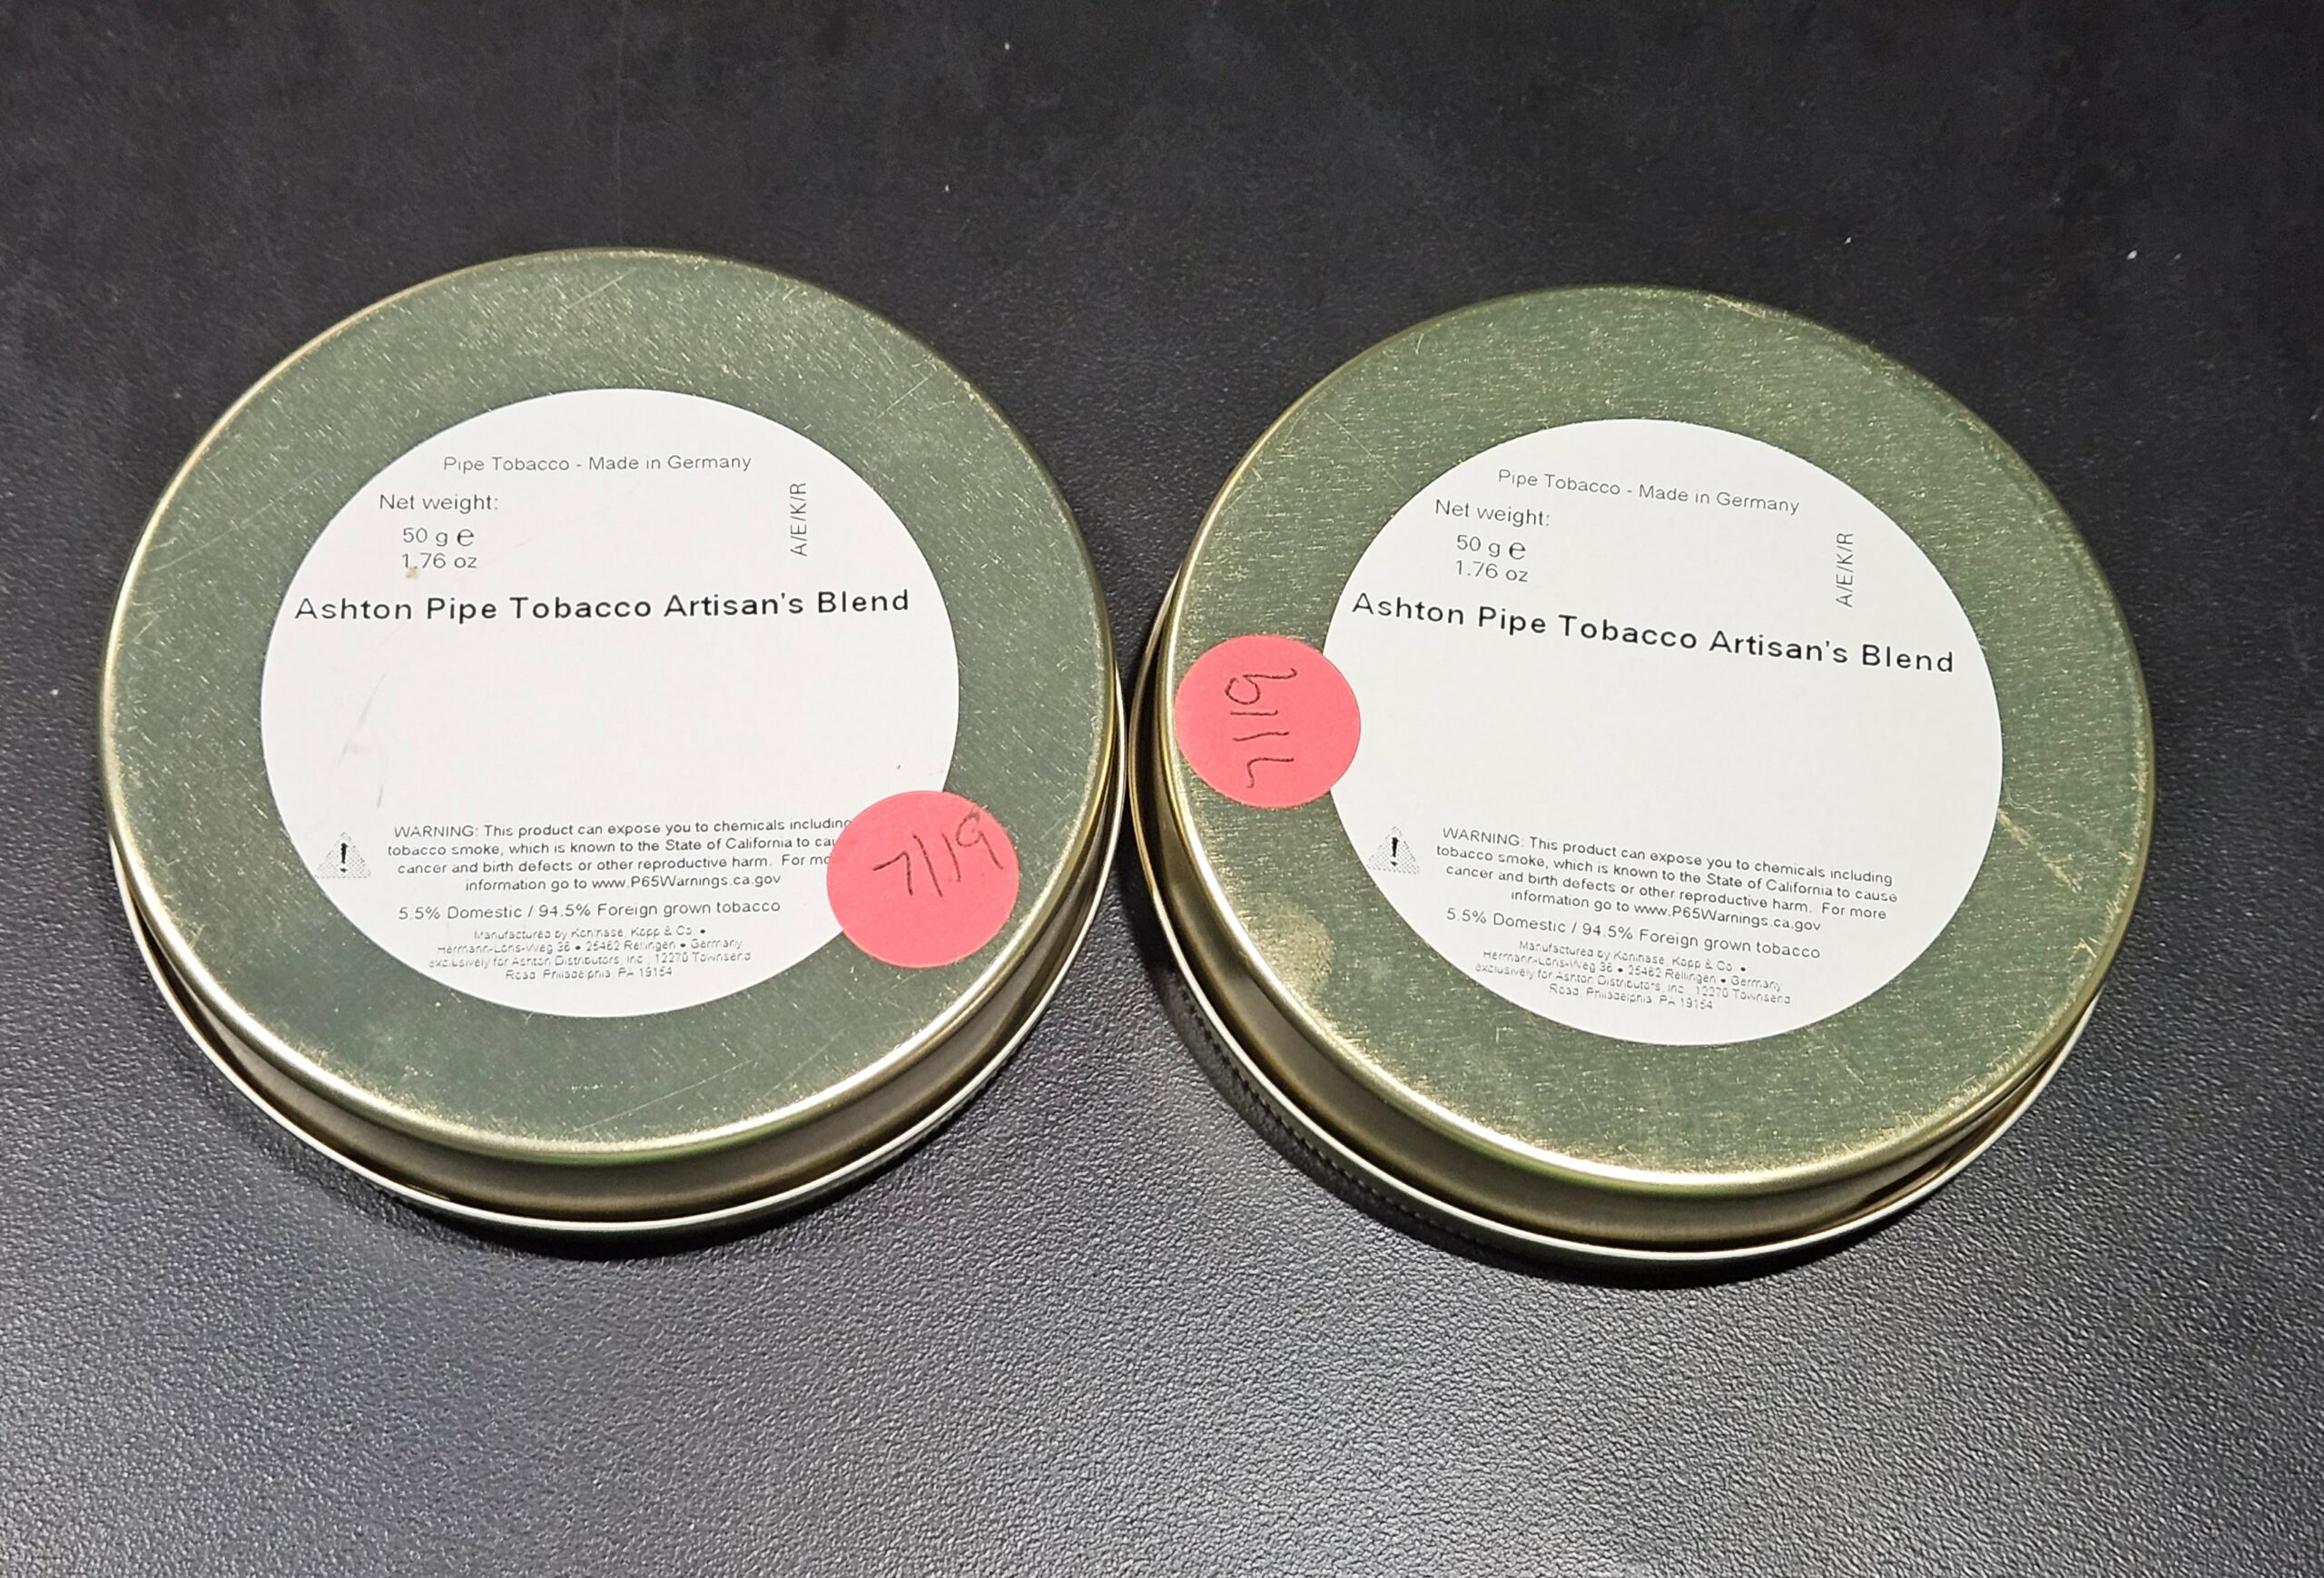 Pipe Tobacco - Made in Germany
Net weight:
50 g e
1.76 oz
A/E/K/R
Ashton Pipe Tobacco Artisan's Blend
WARNING: This product can expose you to chemicals including
tobacco smoke, which is known to the State of California to cau
cancer and birth defects or other reproductive harm. For mo
information go to www.P65Warnings.ca.gov
5.5% Domestic / 94.5% Foreign grown tobacco
Manufactured by Kohlhase, Kopp & Co. •
Hermann-Löns-Weg 36 • 25462 Rellingen • Germany
exclusively for Ashton Distributors, Inc., 12270 Townsend
Road, Philadelphia, PA 19154
7/19
Pipe Tobacco - Made in Germany
Net weight:
50 g e
1.76 oz
A/E/K/R
Ashton Pipe Tobacco Artisan's Blend
7/19
WARNING: This product can expose you to chemicals including
tobacco smoke, which is known to the State of California to cause
cancer and birth defects or other reproductive harm. For more
information go to www.P65Warnings.ca.gov
5.5% Domestic / 94.5% Foreign grown tobacco
Manufactured by Kohlhase, Kopp & Co. •
Hermann-Löns-Weg 36 • 25462 Rellingen • Germany
exclusively for Ashton Distributors, Inc., 12270 Townsend
Road, Philadelphia, PA 19154